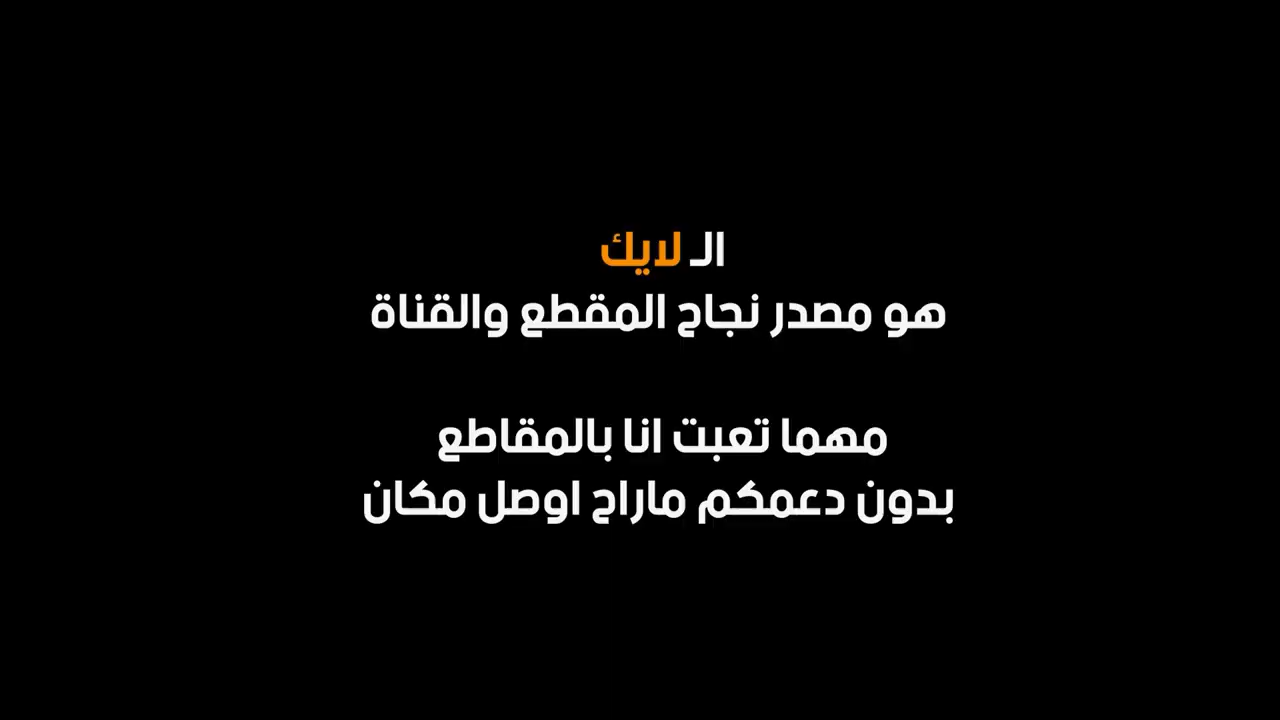 الـ لايك
هو مصدر نجاح المقطع والقناة
مهما تعبت انا بالمقاطع
بدون دعمكم ماراح اوصل مكان